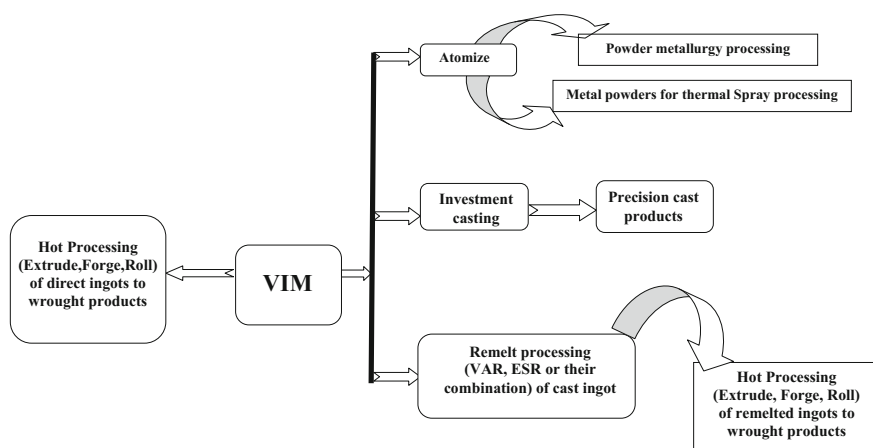 Atomize
Powder metallurgy processing
Metal powders for thermal Spray processing
Investment
casting
Precision cast
products
Hot Processing
(Extrude,Forge,Roll)
of direct ingots to
wrought products
VIM
Remelt processing
(VAR, ESR or their
combination) of cast ingot
Hot Processing
(Extrude, Forge, Roll)
of remelted ingots to
wrought products